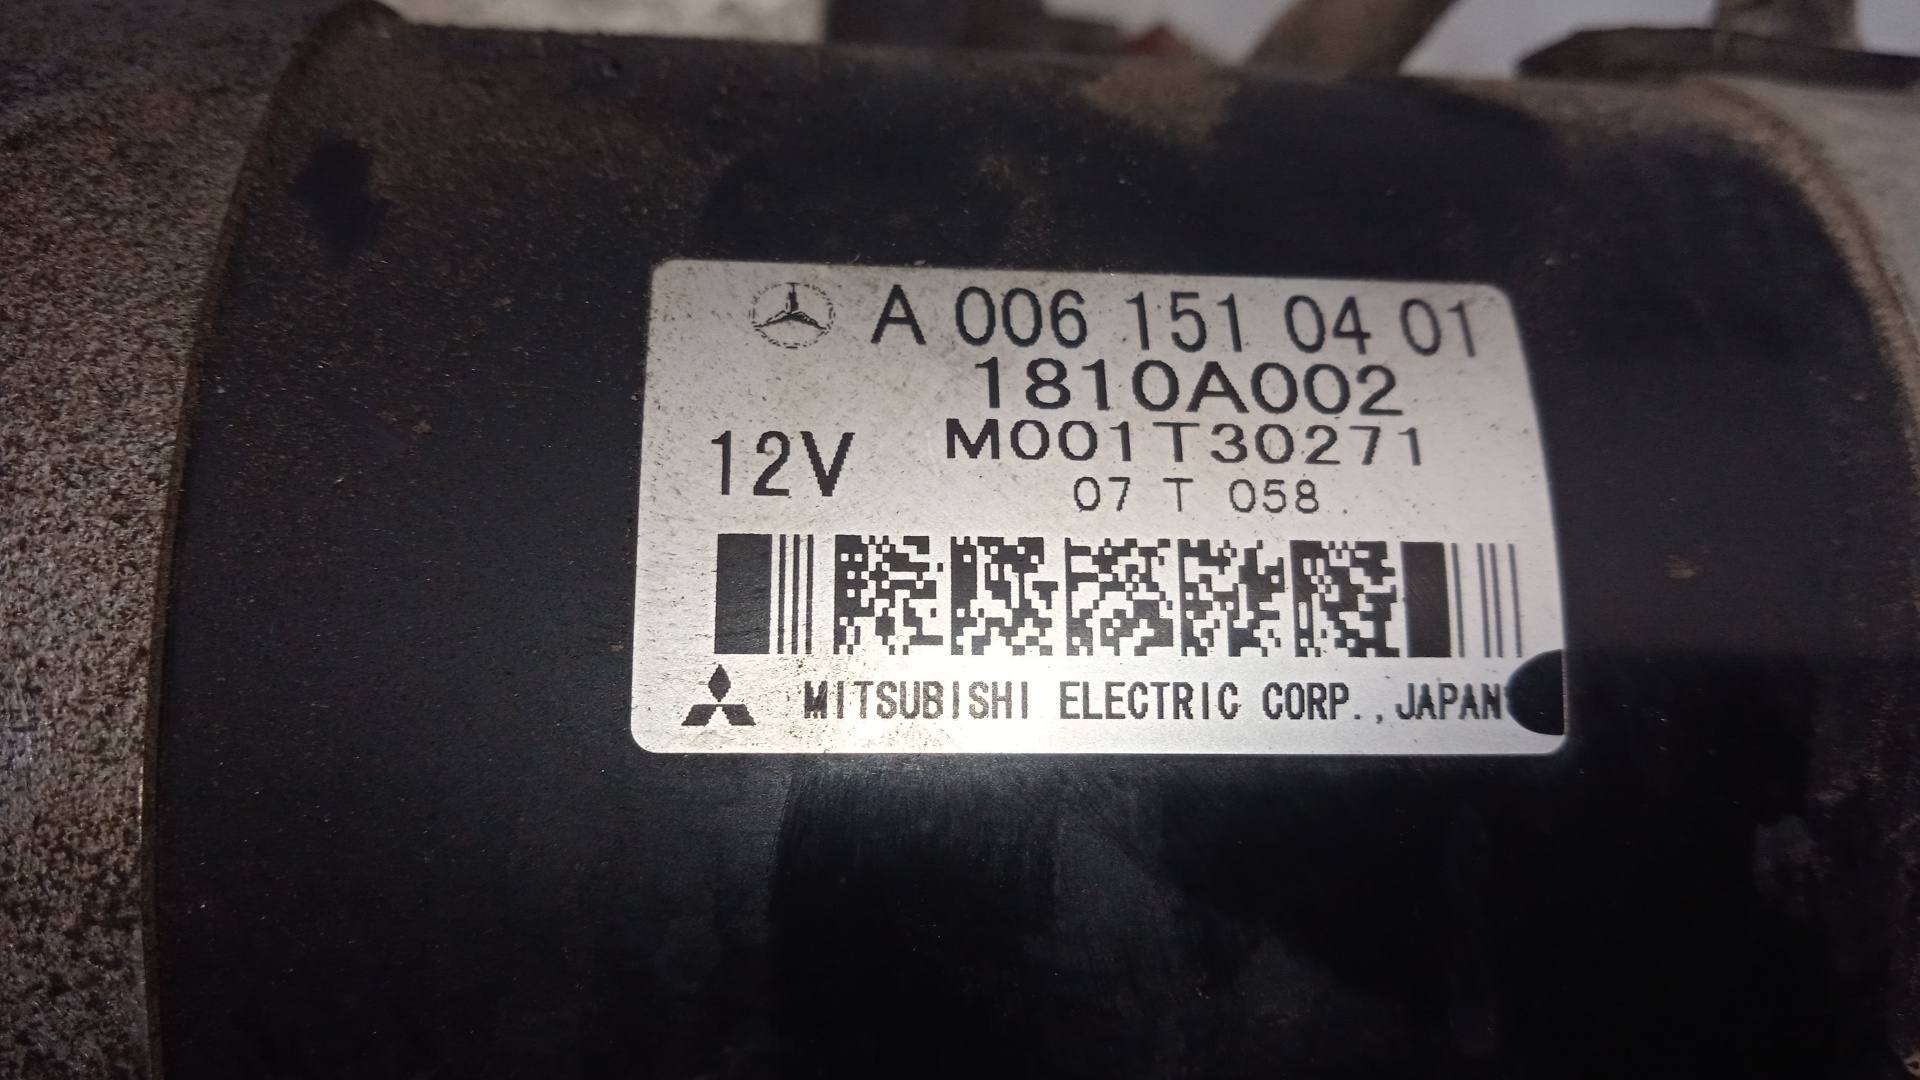 A 006 151 04 01
1810A002
12V M001T30271
07 T 058
MITSUBISHI ELECTRIC CORP., JAPAN